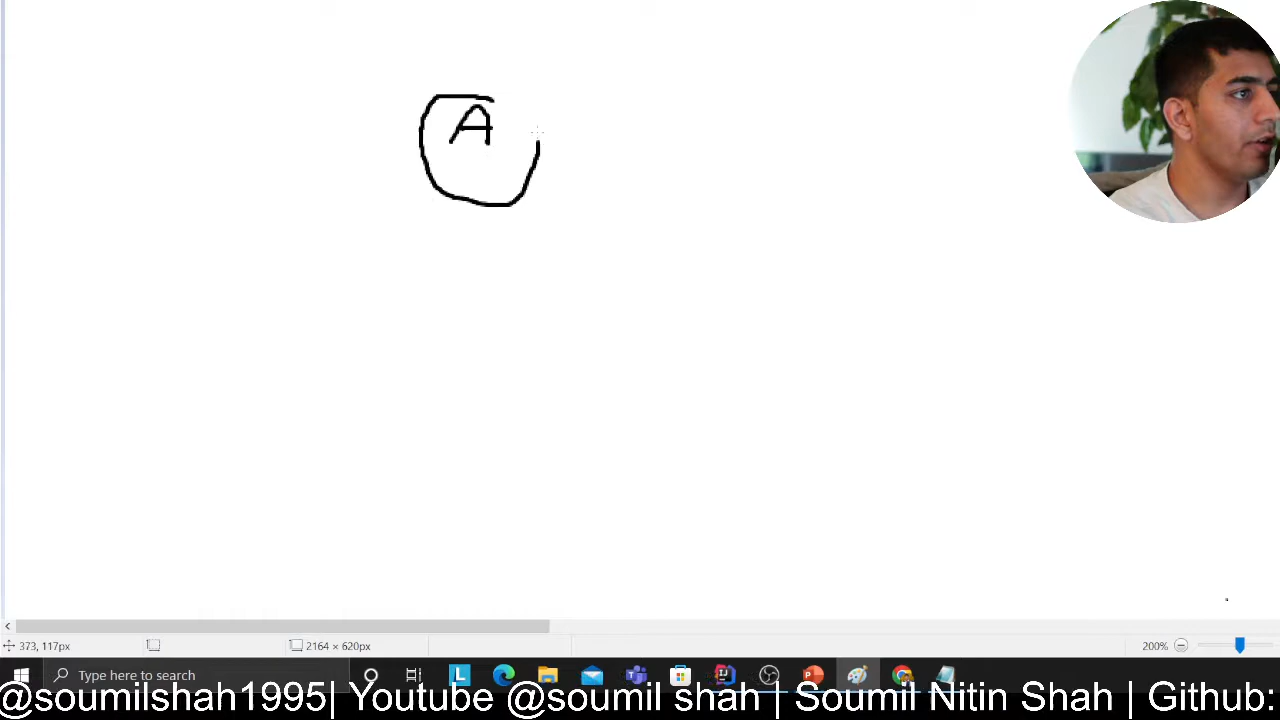 A
373, 117px
2164 × 620px
200%
Type here to search
@soumilshah1995| Youtube @soumil shah | Soumil Nitin Shah | Github: